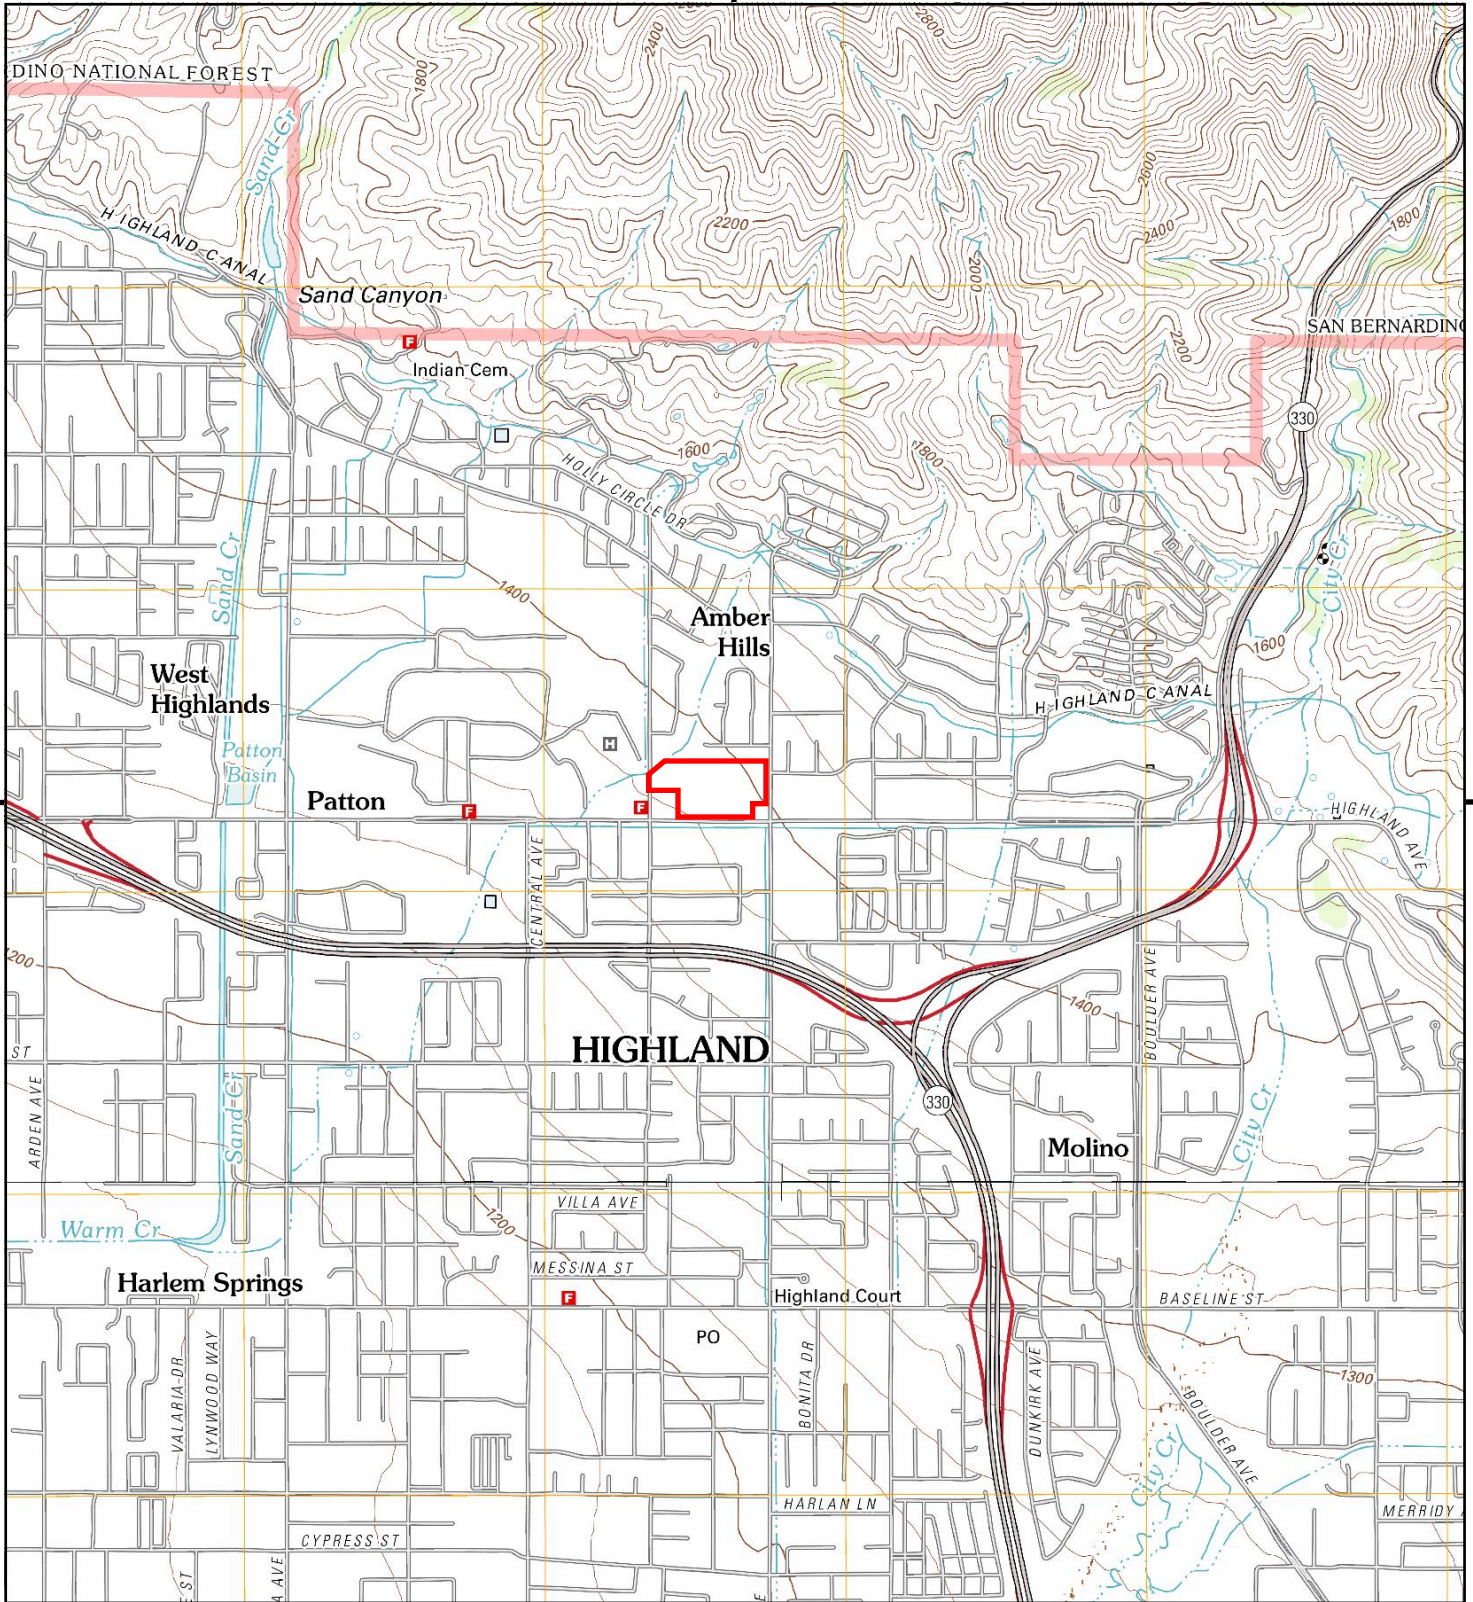 2400
2800
1800
DINO NATIONAL FOREST
Sand Cr
2600
HIGHLAND CANAL
2200
2400
1800
2000
Sand Canyon
SAN BERNARDINO
F
2200
Indian Cem
330
1600
1800
HOLLY CIRCLE DR
Sand Cr
City Cr
1400
Amber
Hills
1600
West
Highlands
HIGHLAND CANAL
H
Patton
Basin
Patton
F
F
HIGHLAND AVE
CENTRAL AVE
200
BOULDER AVE
1400
HIGHLAND
ST
330
ARDEN AVE
Sand Cr
City Cr
Molino
VILLA AVE
1200
Warm Cr
MESSINA ST
Harlem Springs
F
Highland Court
BASELINE ST
PO
VALARIA DR
LYNWOOD WAY
BONITA DR
DUNKIRK AVE
1300
BOULDER AVE
City Cr
HARLAN LN
MERRIDY
CYPRESS ST
E ST
A AVE
E